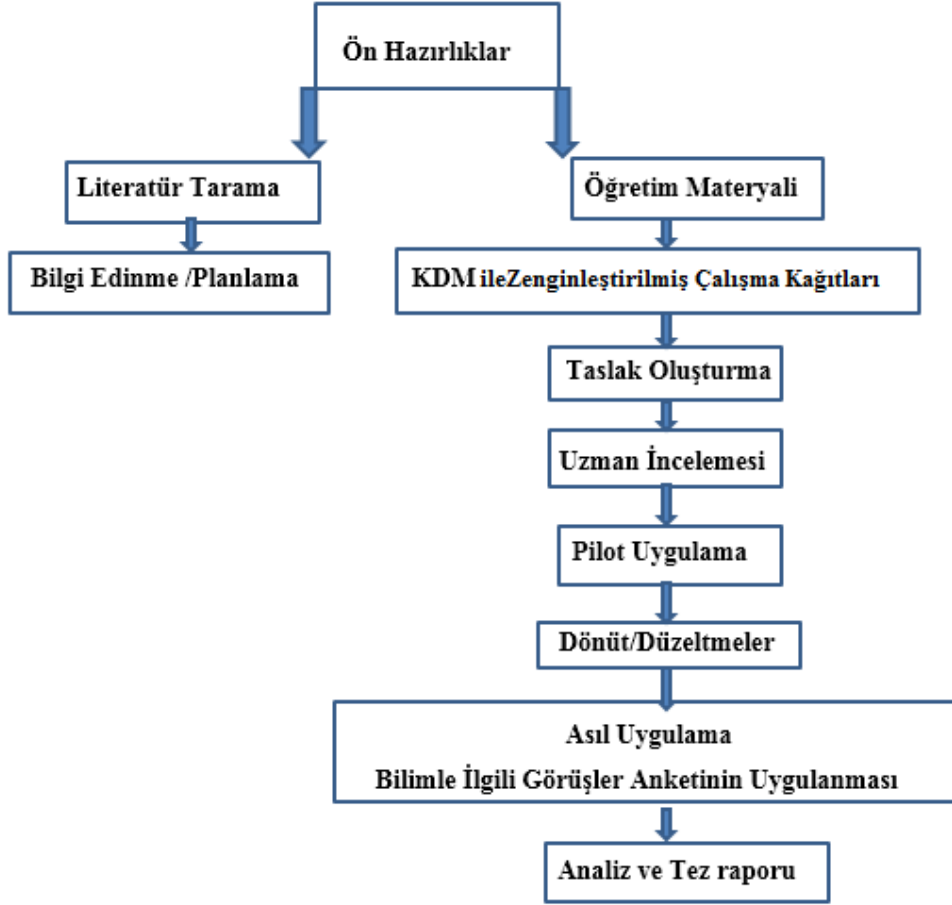 Ön Hazırlıklar
Literatür Tarama
Öğretim Materyali
Bilgi Edinme /Planlama
KDM ileZenginleştirilmiş Çalışma Kağıtları
Taslak Oluşturma
Uzman İncelemesi
Pilot Uygulama
Dönüt/Düzeltmeler
Asıl Uygulama
Bilimle İlgili Görüşler Anketinin Uygulanması
Analiz ve Tez raporu